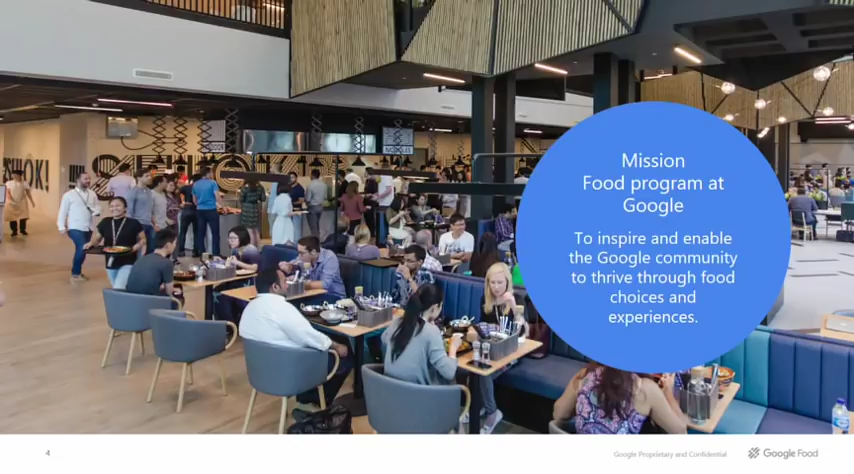 Mission
Food program at
Google
To inspire and enable
the Google community
to thrive through food
choices and
experiences.
4
Google Proprietary and Confidential
Google Food